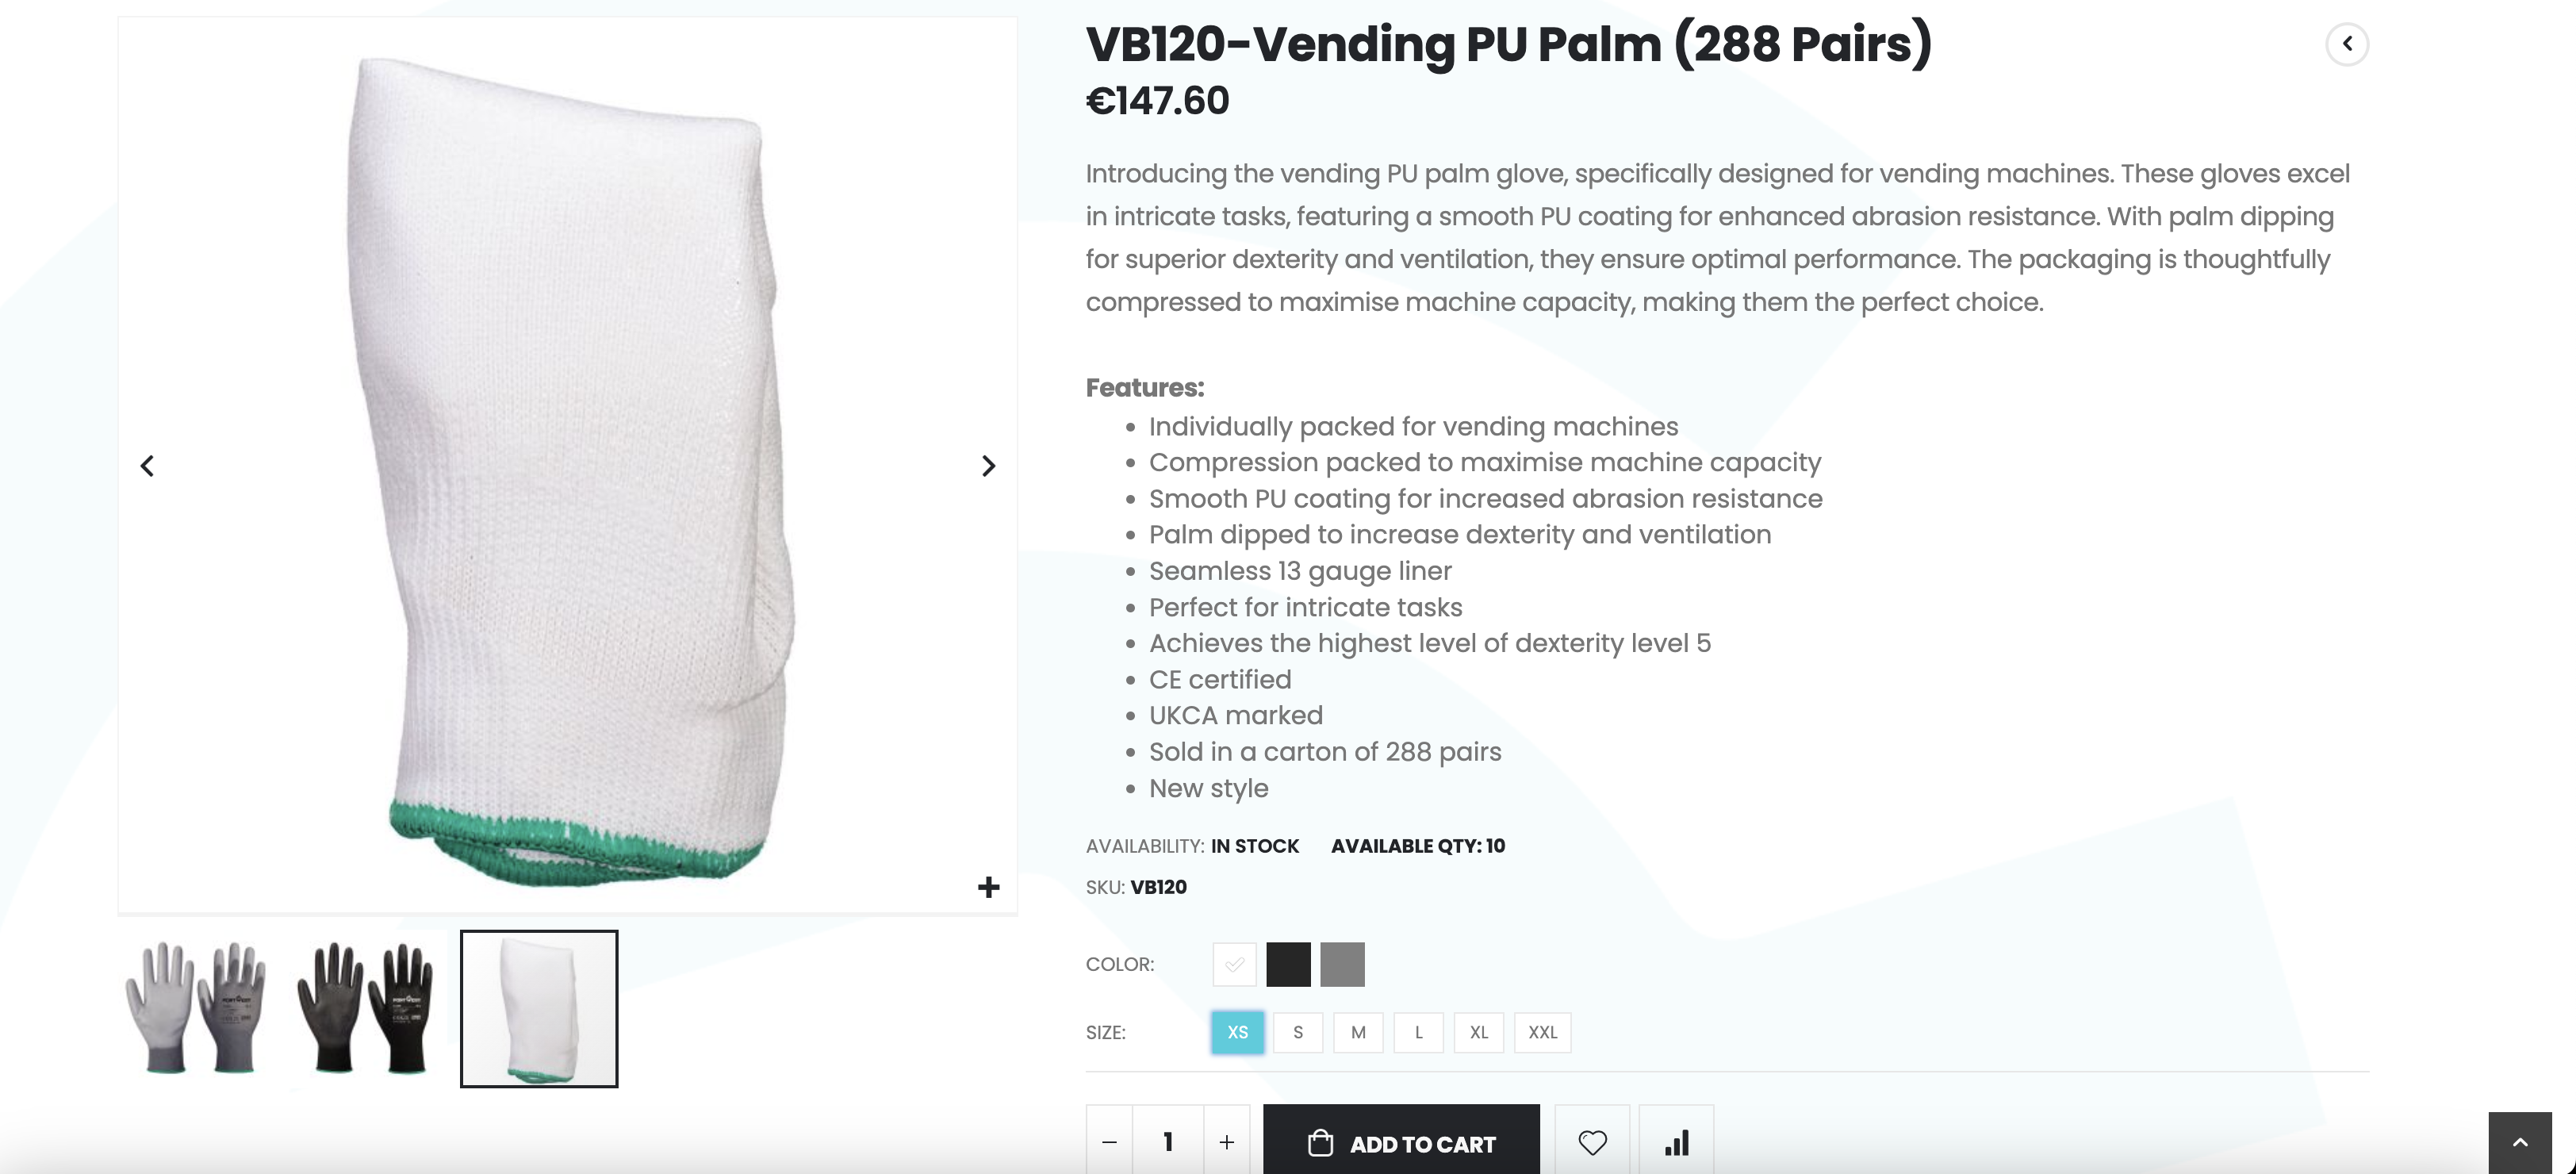 VB120-Vending PU Palm (288 Pairs)
€147.60
Introducing the vending PU palm glove, specifically designed for vending machines. These gloves excel
in intricate tasks, featuring a smooth PU coating for enhanced abrasion resistance. With palm dipping
for superior dexterity and ventilation, they ensure optimal performance. The packaging is thoughtfully
compressed to maximise machine capacity, making them the perfect choice.
Features:
Individually packed for vending machines
Compression packed to maximise machine capacity
Smooth PU coating for increased abrasion resistance
Palm dipped to increase dexterity and ventilation
Seamless 13 gauge liner
Perfect for intricate tasks
Achieves the highest level of dexterity level 5
CE certified
UKCA marked
Sold in a carton of 288 pairs
New style
AVAILABILITY: IN STOCK AVAILABLE QTY: 10
SKU: VB120
COLOR:
SIZE: XS S M L XL XXL
1 ADD TO CART
PORTWEST
PORTWEST